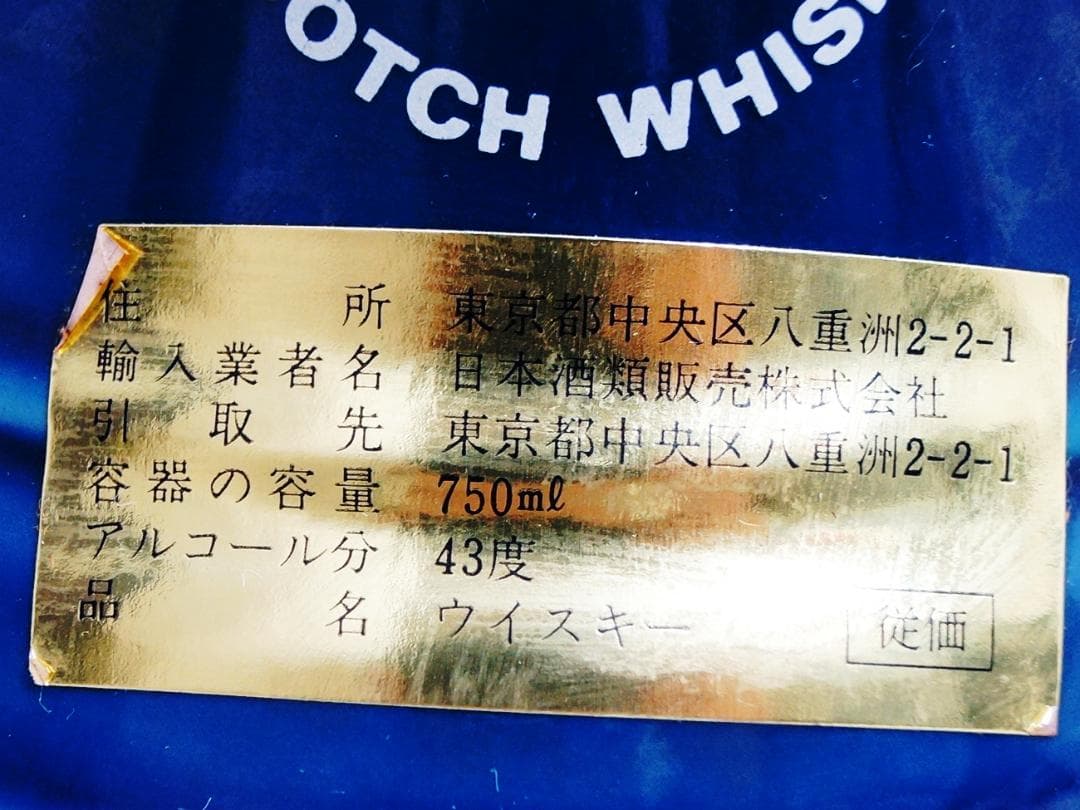 OTCH WHIS
住所 東京都中央区八重洲2-2-1
輸入業者名 日本酒類販売株式会社
引取先 東京都中央区八重洲2-2-1
容器の容量 750ml
アルコール分 43度
品名 ウイスキー
従価